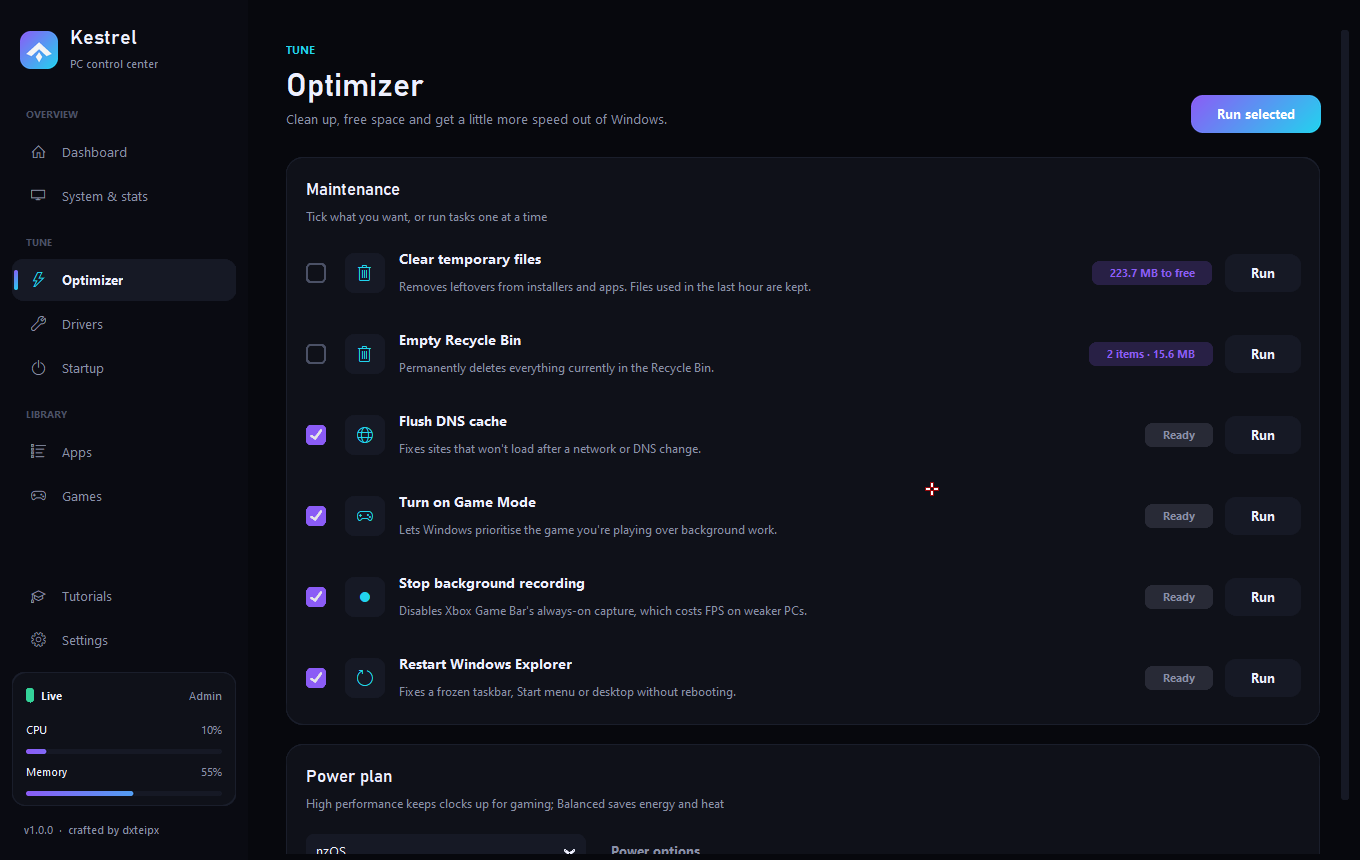 Kestrel
PC control center
OVERVIEW
Dashboard
System & stats
TUNE
Optimizer
Drivers
Startup
LIBRARY
Apps
Games
Tutorials
Settings
Live Admin
CPU 10%
Memory 55%
v1.0.0 · crafted by dxteipx
TUNE
Optimizer
Clean up, free space and get a little more speed out of Windows.
Run selected
Maintenance
Tick what you want, or run tasks one at a time
Clear temporary files
Removes leftovers from installers and apps. Files used in the last hour are kept.
223.7 MB to free Run
Empty Recycle Bin
Permanently deletes everything currently in the Recycle Bin.
2 items · 15.6 MB Run
Flush DNS cache
Fixes sites that won't load after a network or DNS change.
Ready Run
Turn on Game Mode
Lets Windows prioritise the game you're playing over background work.
Ready Run
Stop background recording
Disables Xbox Game Bar's always-on capture, which costs FPS on weaker PCs.
Ready Run
Restart Windows Explorer
Fixes a frozen taskbar, Start menu or desktop without rebooting.
Ready Run
Power plan
High performance keeps clocks up for gaming; Balanced saves energy and heat
nzOS Power options